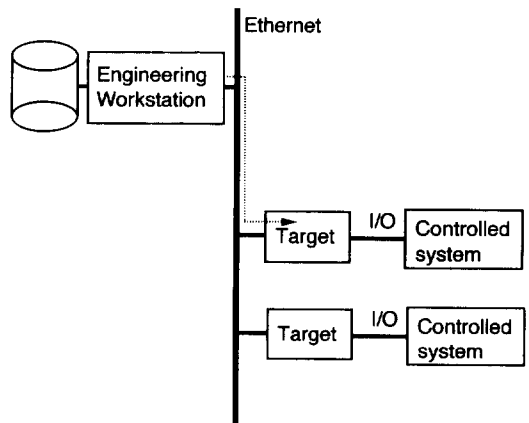 Ethernet
Engineering
Workstation
Target
I/O
Controlled
system
Target
I/O
Controlled
system